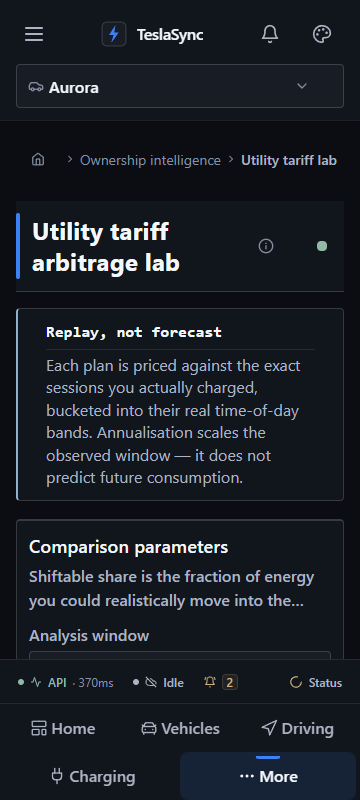 TeslaSync
Aurora
Ownership intelligence
Utility tariff lab
Utility tariff
arbitrage lab
Replay, not forecast
Each plan is priced against the exact
sessions you actually charged,
bucketed into their real time-of-day
bands. Annualisation scales the
observed window — it does not
predict future consumption.
Comparison parameters
Shiftable share is the fraction of energy
you could realistically move into the…
Analysis window
API · 370ms
Idle
2
Status
Home
Vehicles
Driving
Charging
More